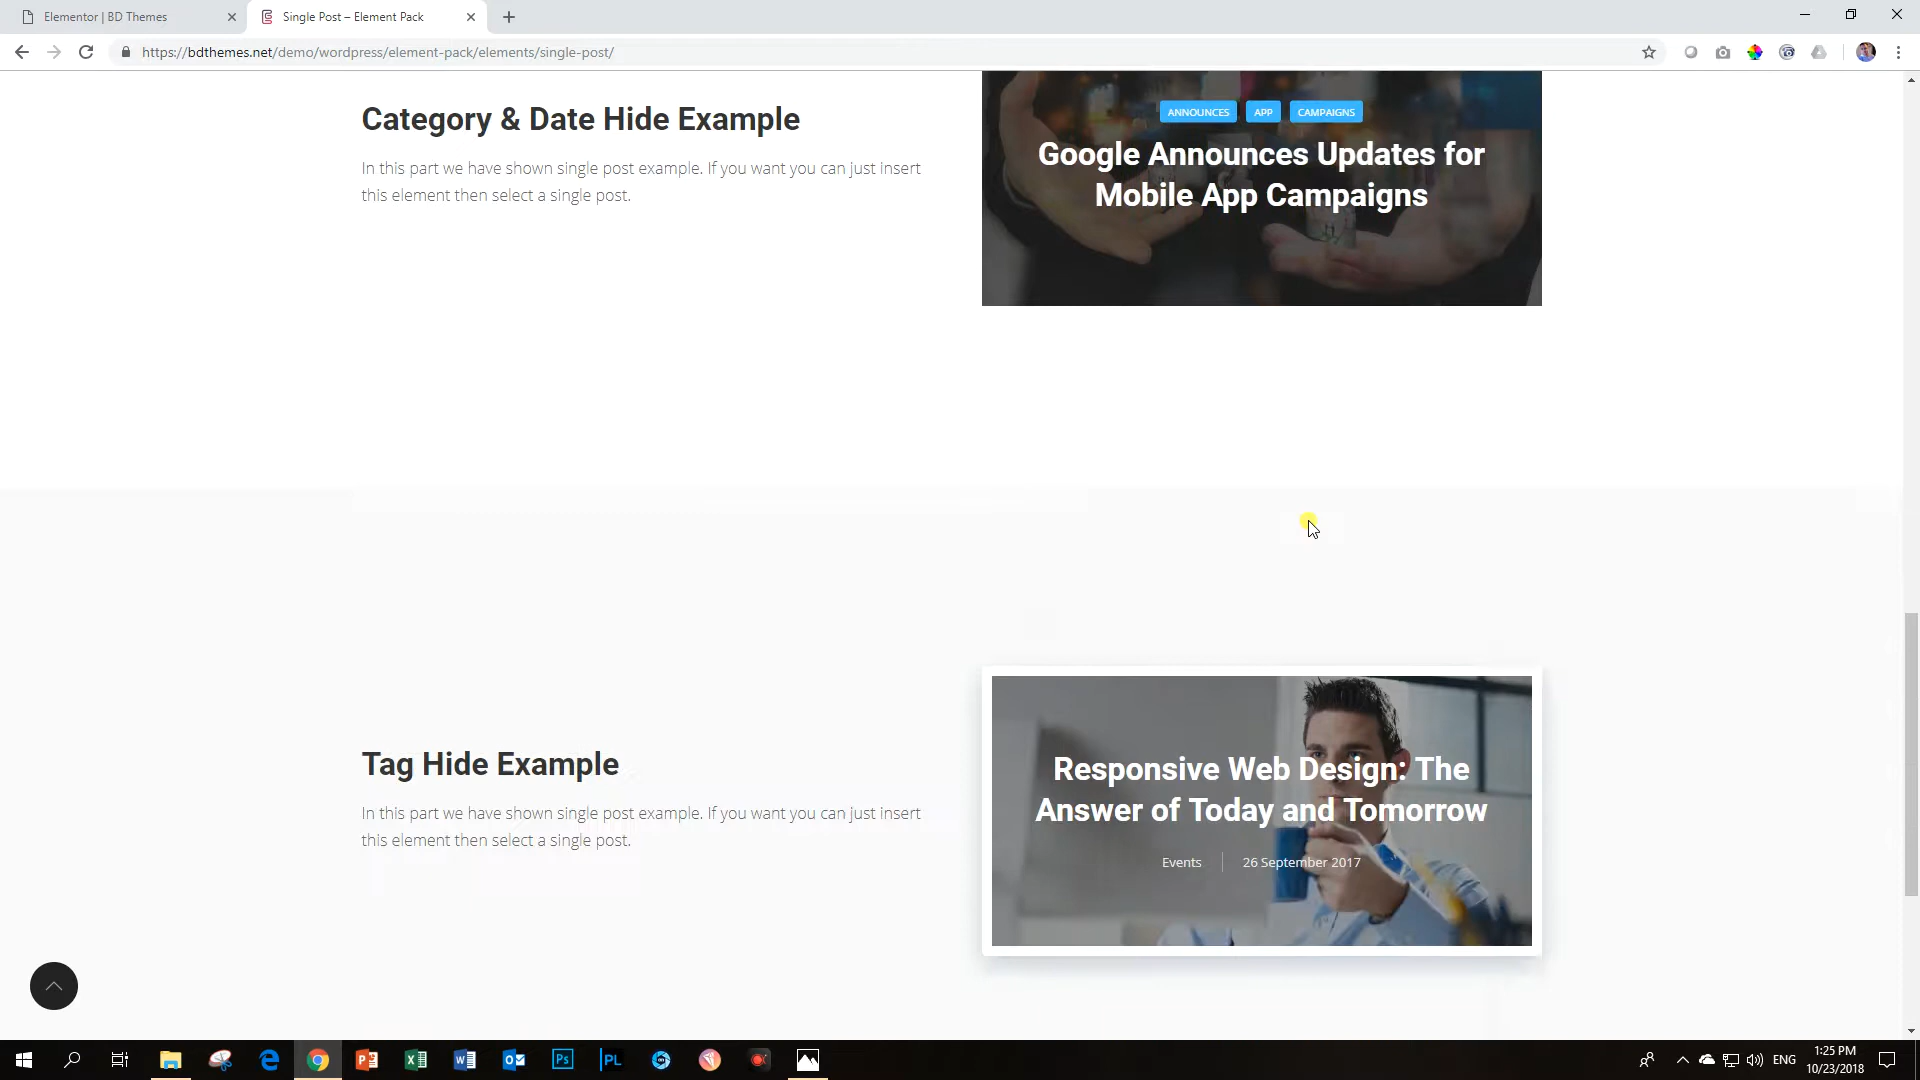 Elementor | BD Themes
Single Post – Element Pack
https://bdthemes.net/demo/wordpress/element-pack/elements/single-post/
Category & Date Hide Example
In this part we have shown single post example. If you want you can just insert
this element then select a single post.
ANNOUNCES
APP
CAMPAIGNS
Google Announces Updates for
Mobile App Campaigns
Tag Hide Example
In this part we have shown single post example. If you want you can just insert
this element then select a single post.
Responsive Web Design: The
Answer of Today and Tomorrow
Events
26 September 2017
Ps
PL
ENG
1:25 PM
10/23/2018